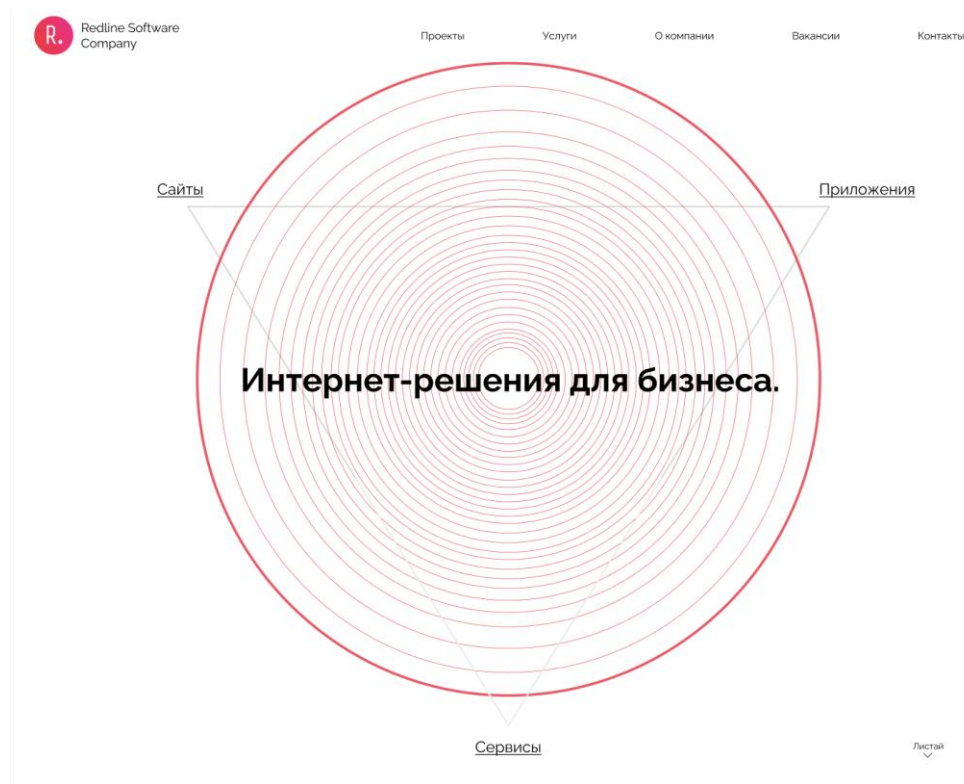 R.
Redline Software
Company
Проекты
Услуги
О компании
Вакансии
Контакты
Сайты
Приложения
Интернет-решения для бизнеса.
Сервисы
Листай